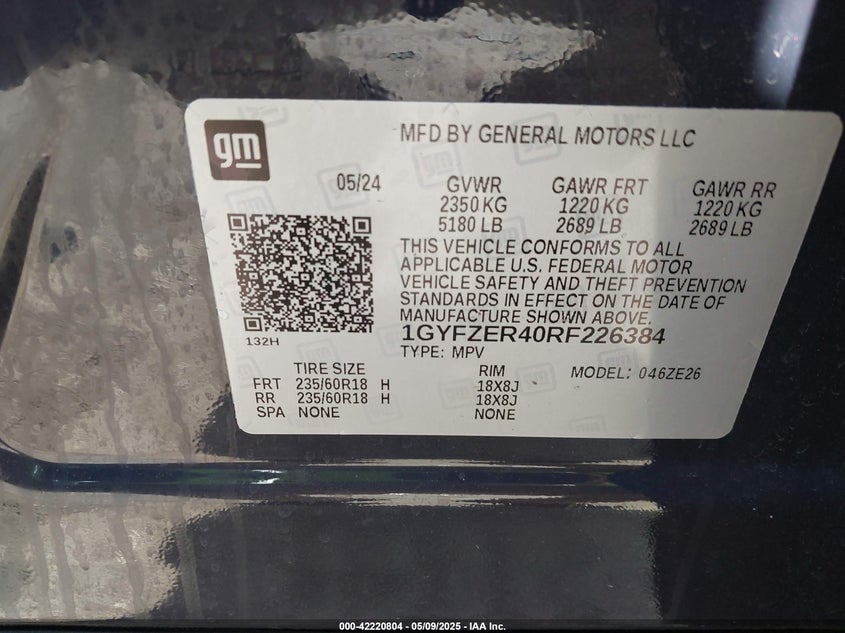 gm
MFD BY GENERAL MOTORS LLC
05/24
GVWR GAWR FRT GAWR RR
2350 KG 1220 KG 1220 KG
5180 LB 2689 LB 2689 LB
THIS VEHICLE CONFORMS TO ALL
APPLICABLE U.S. FEDERAL MOTOR
VEHICLE SAFETY AND THEFT PREVENTION
STANDARDS IN EFFECT ON THE DATE OF
MANUFACTURE SHOWN ABOVE.
1GYFZER40RF226384
132H
TYPE: MPV
TIRE SIZE RIM MODEL: 046ZE26
FRT 235/60R18 H 18X8J
RR 235/60R18 H 18X8J
SPA NONE NONE
000-42220804 - 05/09/2025 - IAA Inc.